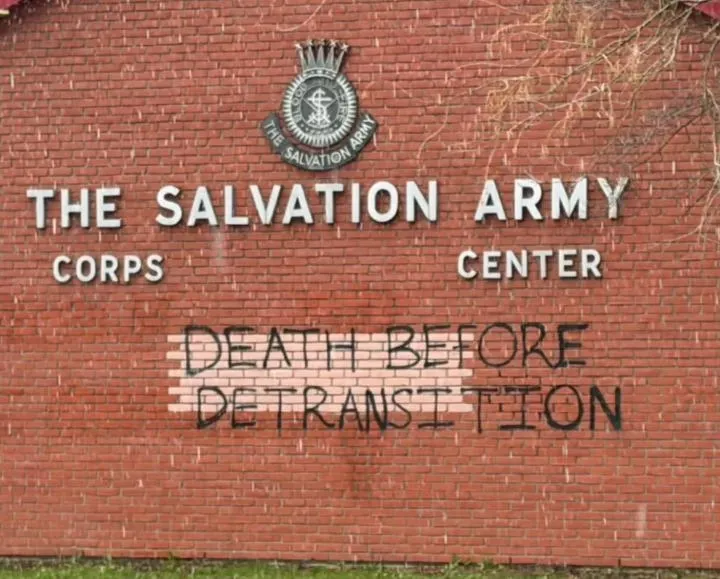 THE SALVATION ARMY
THE SALVATION ARMY
CORPS CENTER
DEATH BEFORE
DETRANSITION